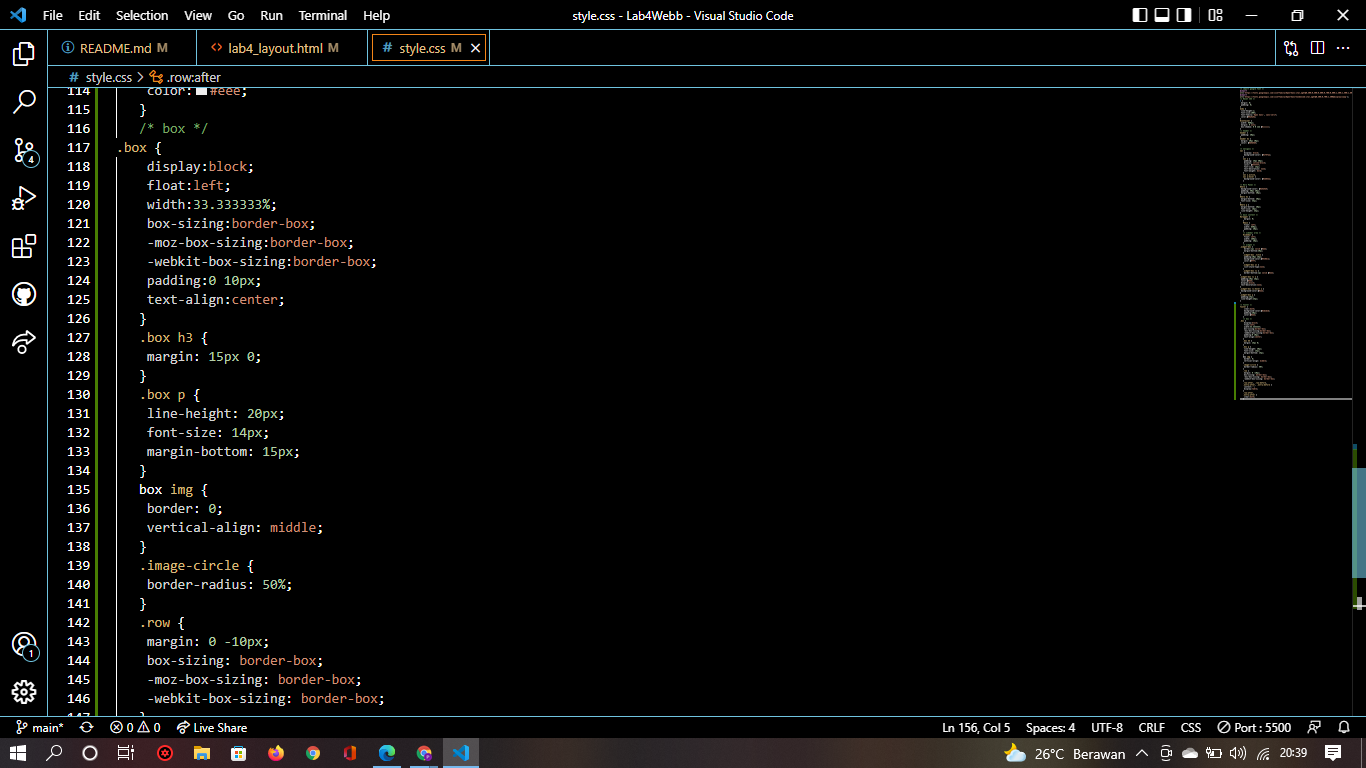 File Edit Selection View Go Run Terminal Help style.css - Lab4Webb - Visual Studio Code
README.md M lab4_layout.html M # style.css M
# style.css > .row:after
114 color: #eee;
115 }
116 /* box */
117 .box {
118 display:block;
119 float:left;
120 width:33.333333%;
121 box-sizing:border-box;
122 -moz-box-sizing:border-box;
123 -webkit-box-sizing:border-box;
124 padding:0 10px;
125 text-align:center;
126 }
127 .box h3 {
128 margin: 15px 0;
129 }
130 .box p {
131 line-height: 20px;
132 font-size: 14px;
133 margin-bottom: 15px;
134 }
135 box img {
136 border: 0;
137 vertical-align: middle;
138 }
139 .image-circle {
140 border-radius: 50%;
141 }
142 .row {
143 margin: 0 -10px;
144 box-sizing: border-box;
145 -moz-box-sizing: border-box;
146 -webkit-box-sizing: border-box;
4
1
main* 0 0 Live Share Ln 156, Col 5 Spaces: 4 UTF-8 CRLF CSS Port : 5500
26°C Berawan 20:39